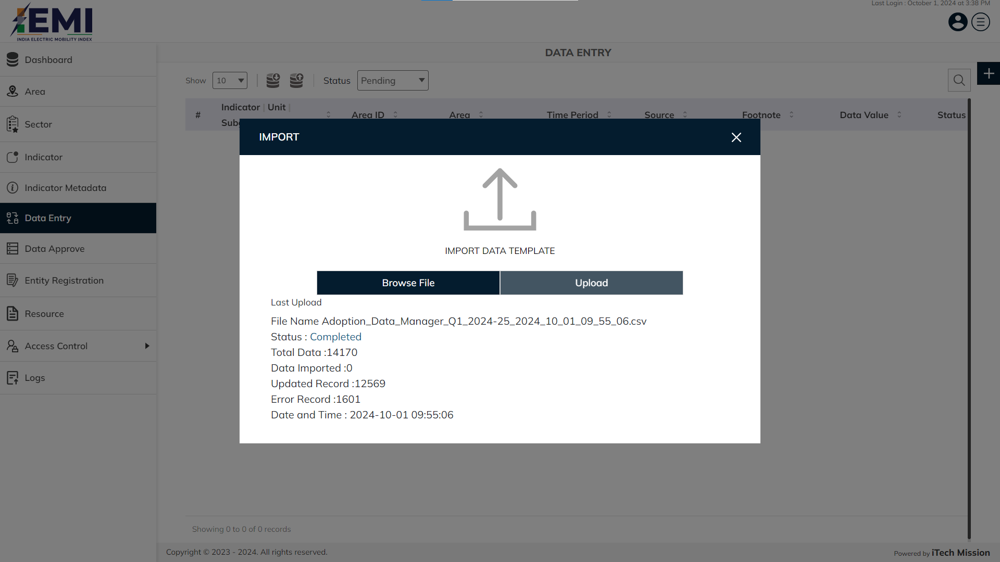 Last Login : October 1, 2024 at 3:38 PM
EMI
INDIA ELECTRIC MOBILITY INDEX
DATA ENTRY
Dashboard
Area
Sector
Indicator
Indicator Metadata
Data Entry
Data Approve
Entity Registration
Resource
Access Control
Logs
Show 10 Status Pending
# Indicator | Unit | Area ID Area Time Period Source Footnote Data Value Status
IMPORT
IMPORT DATA TEMPLATE
Browse File Upload
Last Upload
File Name Adoption_Data_Manager_Q1_2024-25_2024_10_01_09_55_06.csv
Status : Completed
Total Data :14170
Data Imported :0
Updated Record :12569
Error Record :1601
Date and Time : 2024-10-01 09:55:06
Showing 0 to 0 of 0 records
Copyright © 2023 - 2024. All rights reserved.
Powered by iTech Mission